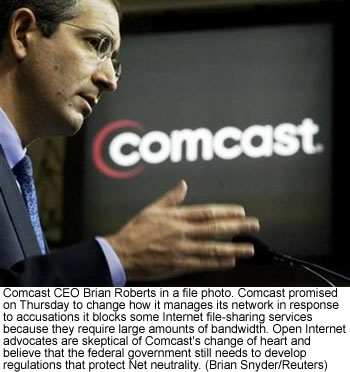 comcast.
Comcast CEO Brian Roberts in a file photo. Comcast promised
on Thursday to change how it manages its network in response
to accusations it blocks some Internet file-sharing services
because they require large amounts of bandwidth. Open Internet
advocates are skeptical of Comcast's change of heart and
believe that the federal government still needs to develop
regulations that protect Net neutrality. (Brian Snyder/Reuters)